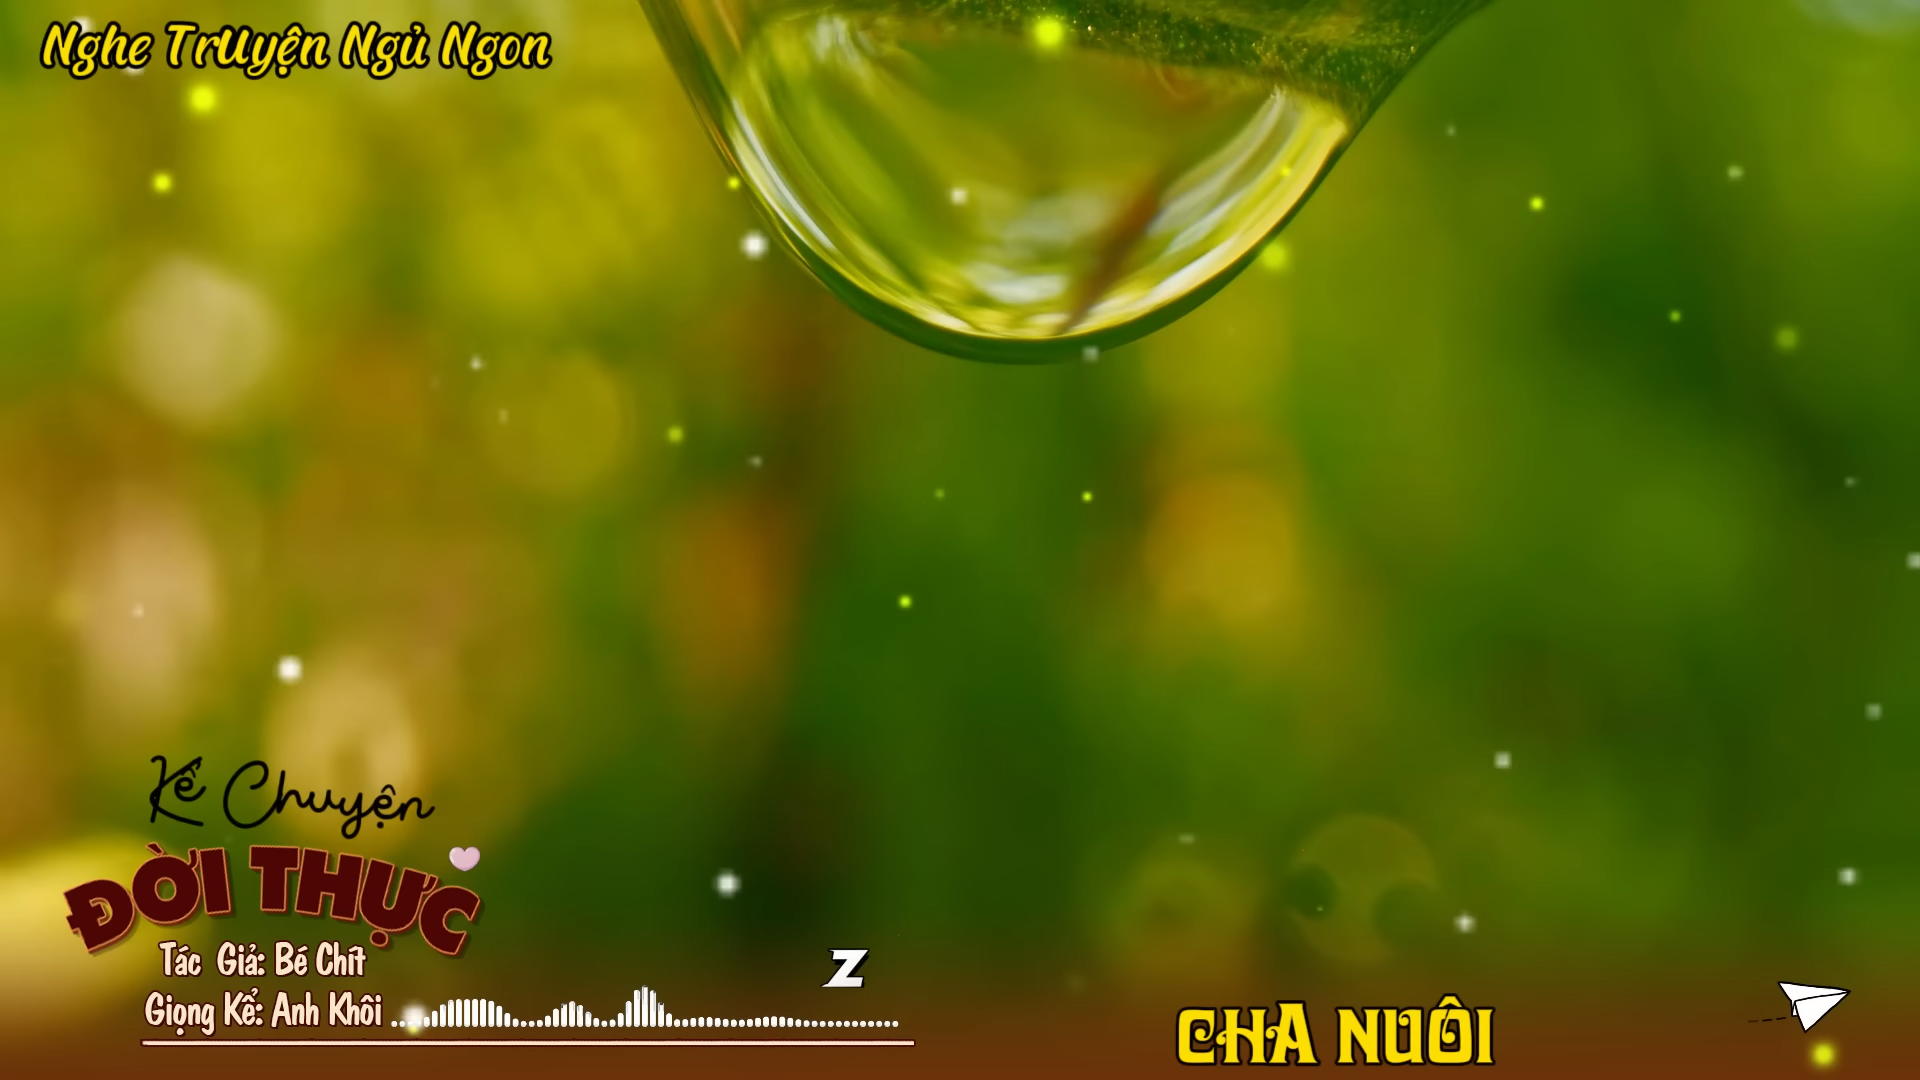 Nghe TrUyện Ngủ Ngon
Kể Chuyện
ĐỜI THỰC
Tác Giả: Bé Chít
Giọng Kể: Anh Khôi
Z
CHA NUÔI